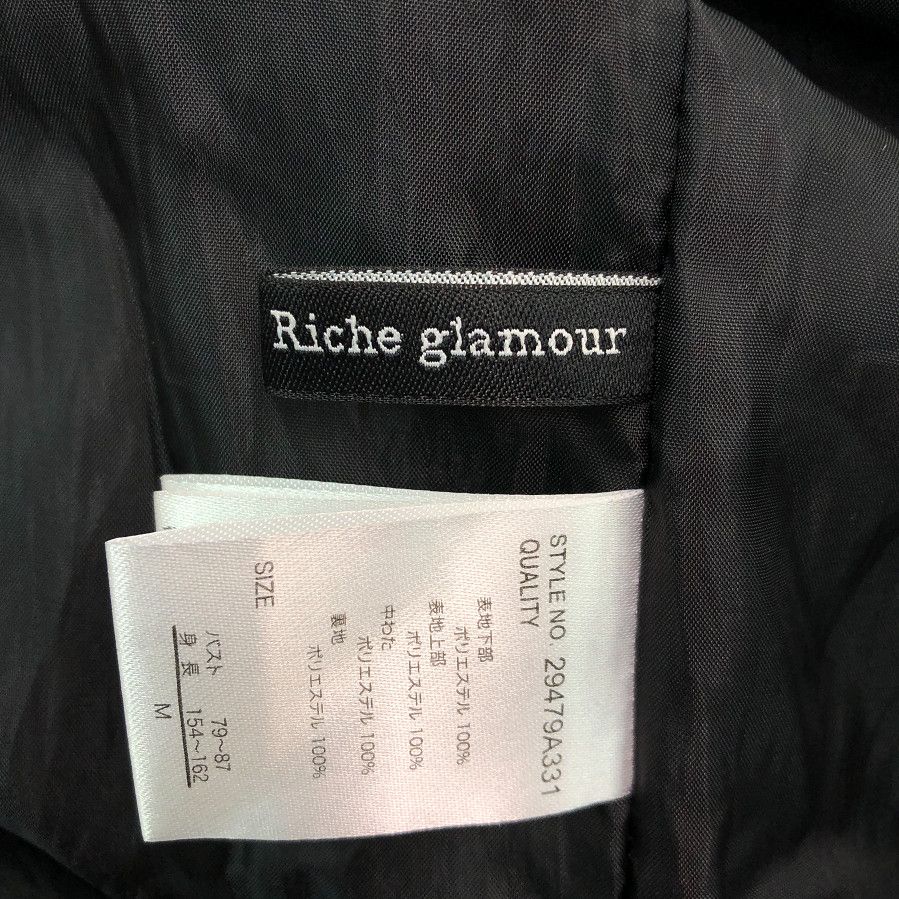 Riche glamour
STYLE NO. 29479A331
QUALITY
表地下部
ポリエステル 100%
表地上部
ポリエステル 100%
中わた
ポリエステル 100%
裏地
ポリエステル 100%
SIZE
バスト 79~87
身長 154~162
M